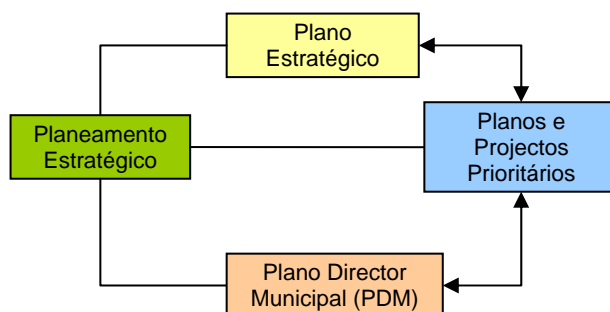 Plano
Estratégico
Planeamento
Estratégico
Planos e
Projectos
Prioritários
Plano Director
Municipal (PDM)